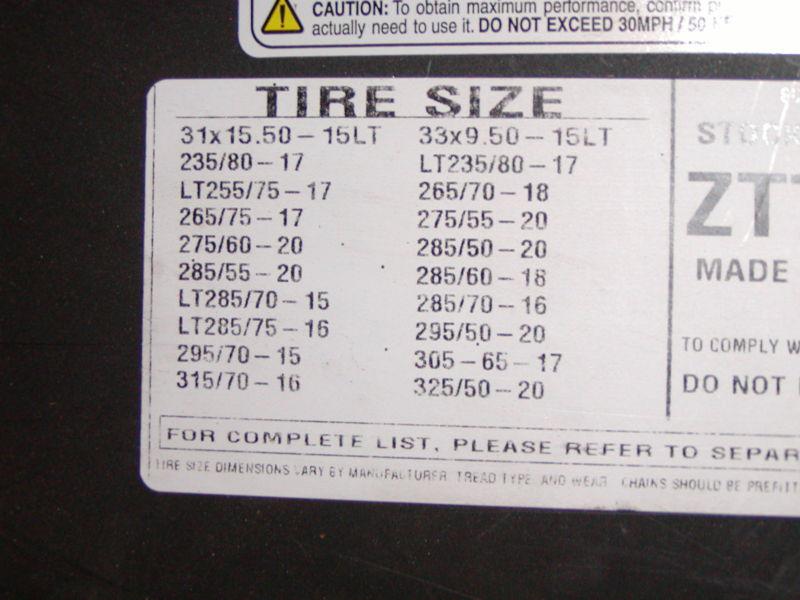 CAUTION: To obtain maximum performance, confirm
actually need to use it. DO NOT EXCEED 30MPH / 50
TIRE SIZE
31x15.50 – 15LT 33x9.50 – 15LT
235/80 – 17 LT235/80 – 17
LT255/75 – 17 265/70 – 18
265/75 – 17 275/55 – 20
275/60 – 20 285/50 – 20
285/55 – 20 285/60 – 18
LT285/70 – 15 285/70 – 16
LT285/75 – 16 295/50 – 20
295/70 – 15 305 – 65 – 17
315/70 – 16 325/50 – 20
FOR COMPLETE LIST, PLEASE REFER TO SEPAR
TIRE SIZE DIMENSIONS VARY BY MANUFACTURER, TREAD TYPE AND WEAR. CHAINS SHOULD BE PREFITT
STOCK
ZT
MADE
TO COMPLY W
DO NOT